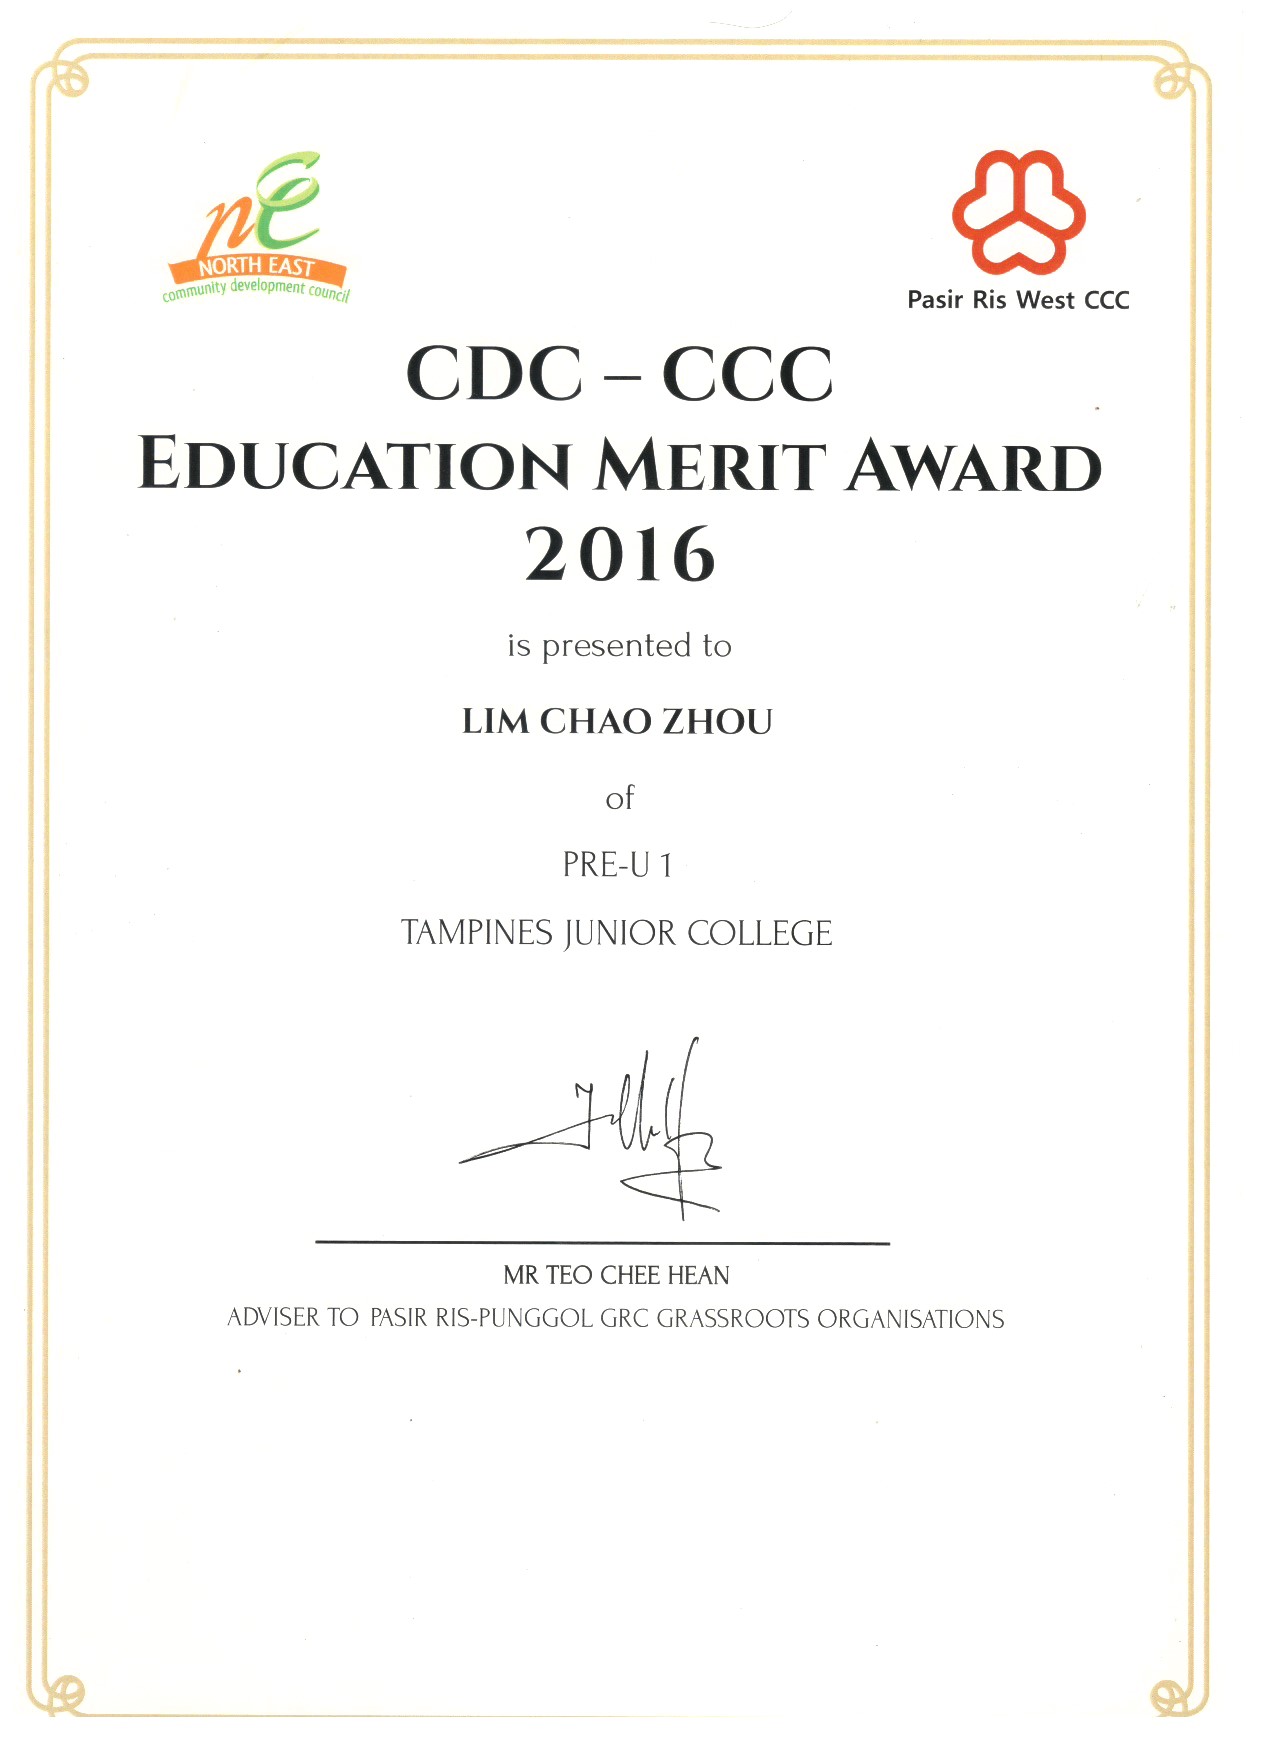 ne
NORTH EAST
community development council
Pasir Ris West CCC
CDC – CCC
EDUCATION MERIT AWARD
2016
is presented to
LIM CHAO ZHOU
of
PRE-U 1
TAMPINES JUNIOR COLLEGE
MR TEO CHEE HEAN
ADVISER TO PASIR RIS-PUNGGOL GRC GRASSROOTS ORGANISATIONS